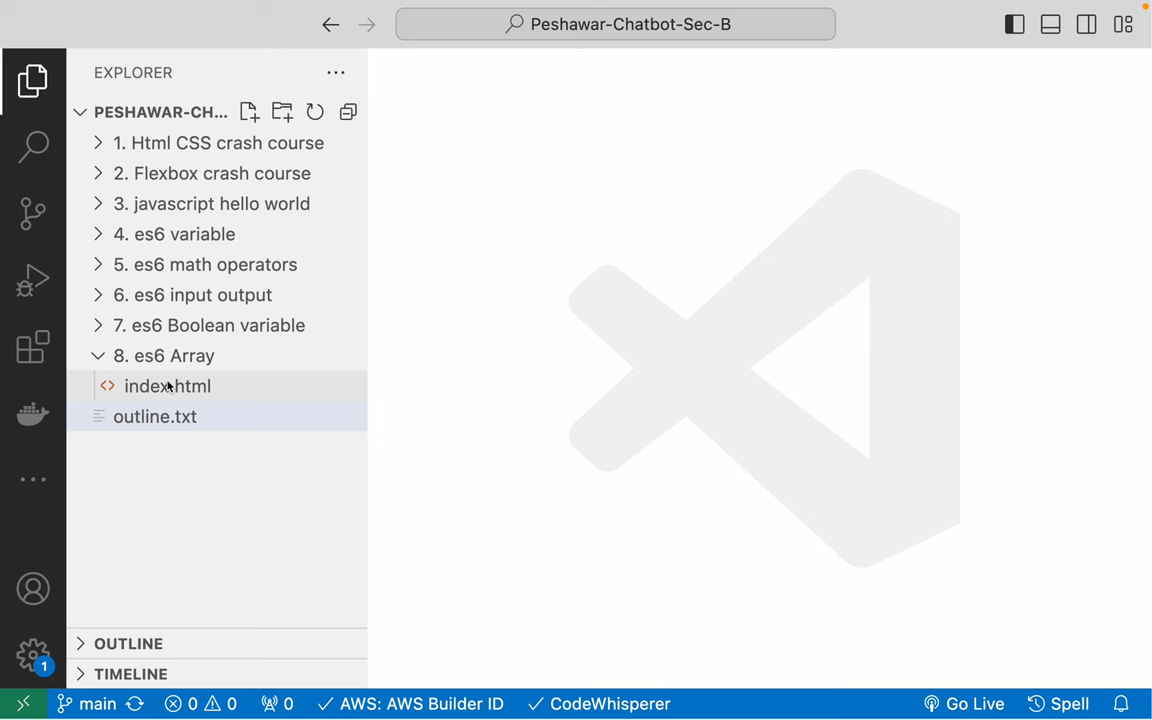 Peshawar-Chatbot-Sec-B
EXPLORER
PESHAWAR-CH...
1. Html CSS crash course
2. Flexbox crash course
3. javascript hello world
4. es6 variable
5. es6 math operators
6. es6 input output
7. es6 Boolean variable
8. es6 Array
index.html
outline.txt
OUTLINE
TIMELINE
1
main 0 0 0 AWS: AWS Builder ID CodeWhisperer Go Live Spell